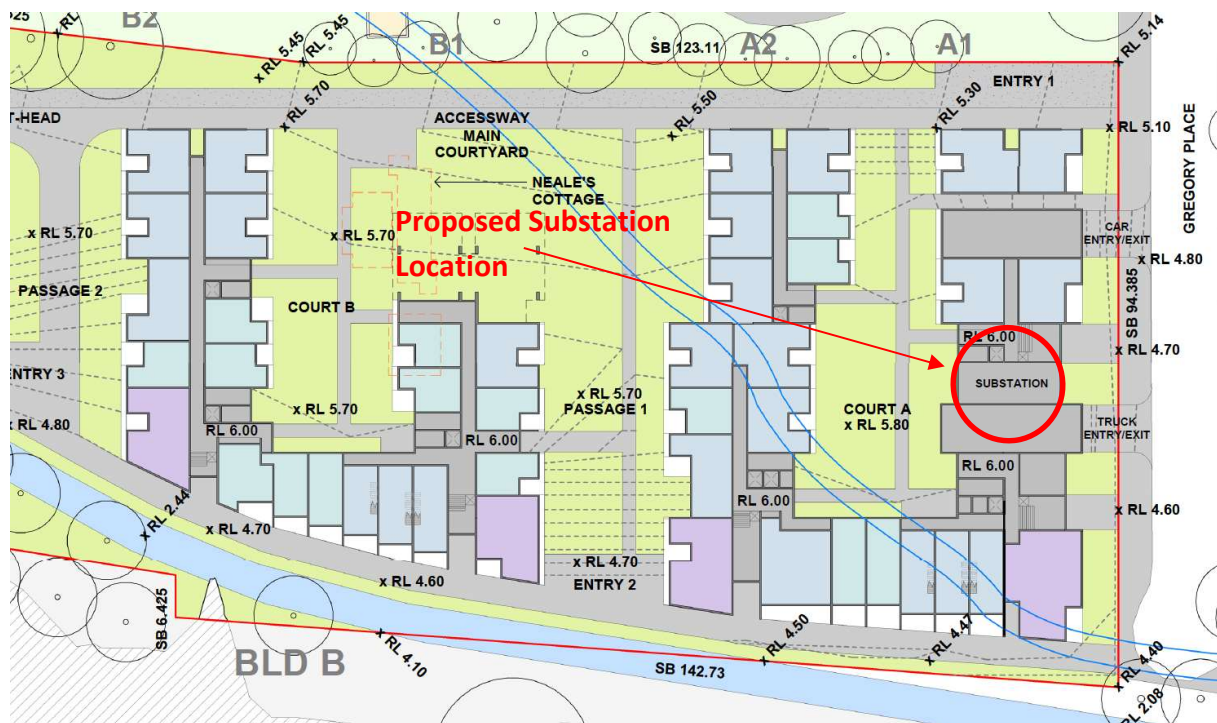 B2
B1
A2
A1
x RL 5.45
x RL 5.45
SB 123.11
x RL 5.14
ENTRY 1
T-HEAD
x RL 5.70
ACCESSWAY
MAIN
COURTYARD
x RL 5.50
x RL 5.30
x RL 5.10
GREGORY PLACE
NEALE'S
COTTAGE
Proposed Substation
Location
x RL 5.70
x RL 5.70
CAR
ENTRY/EXIT
x RL 4.80
PASSAGE 2
COURT B
SB 94.385
RL 6.00
x RL 4.70
SUBSTATION
ENTRY 3
x RL 5.70
x RL 5.70
PASSAGE 1
COURT A
x RL 5.80
TRUCK
ENTRY/EXIT
x RL 4.80
RL 6.00
RL 6.00
RL 6.00
RL 6.00
x RL 2.44
x RL 4.70
x RL 4.60
x RL 4.70
ENTRY 2
x RL 4.60
SB 6.425
x RL 4.10
x RL 4.50
x RL 4.47
x RL 4.40
BLD B
SB 142.73
RL 2.08